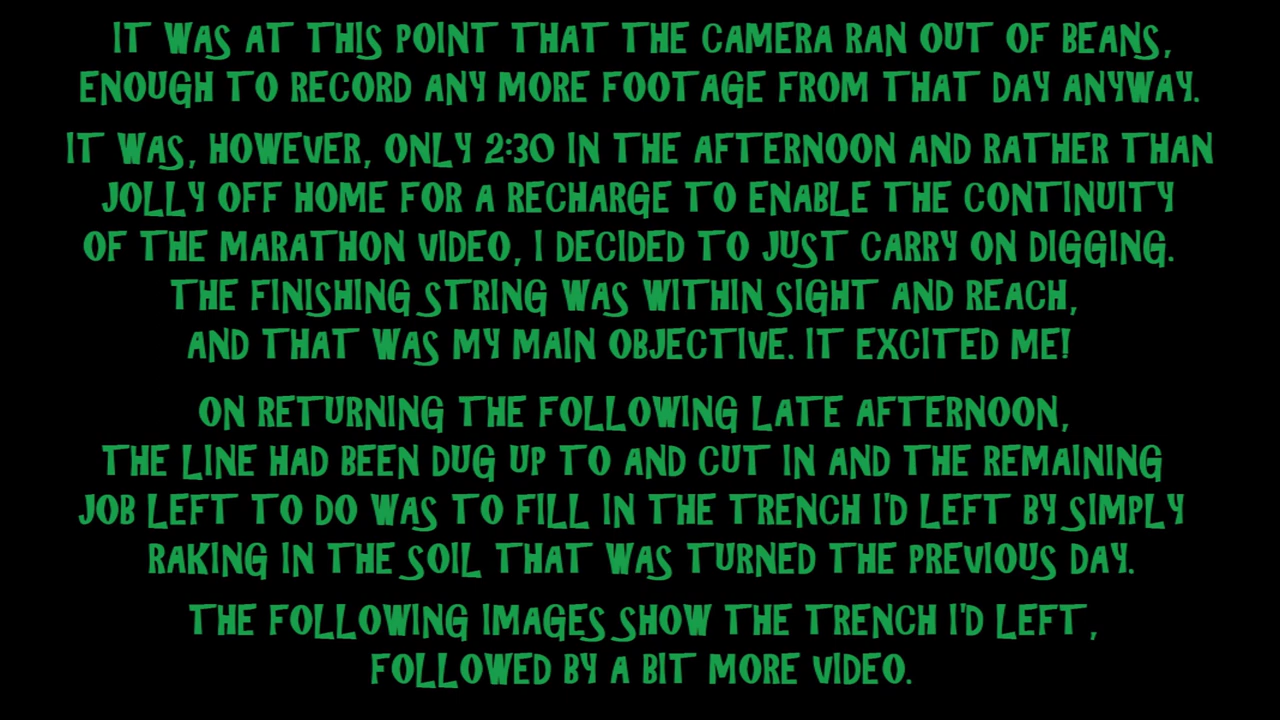 IT WAS AT THIS POINT THAT THE CAMERA RAN OUT OF BEANS,
ENOUGH TO RECORD ANY MORE FOOTAGE FROM THAT DAY ANYWAY.
IT WAS, HOWEVER, ONLY 2:30 IN THE AFTERNOON AND RATHER THAN
JOLLY OFF HOME FOR A RECHARGE TO ENABLE THE CONTINUITY
OF THE MARATHON VIDEO, I DECIDED TO JUST CARRY ON DIGGING.
THE FINISHING STRING WAS WITHIN SIGHT AND REACH,
AND THAT WAS MY MAIN OBJECTIVE. IT EXCITED ME!
ON RETURNING THE FOLLOWING LATE AFTERNOON,
THE LINE HAD BEEN DUG UP TO AND CUT IN AND THE REMAINING
JOB LEFT TO DO WAS TO FILL IN THE TRENCH I'D LEFT BY SIMPLY
RAKING IN THE SOIL THAT WAS TURNED THE PREVIOUS DAY.
THE FOLLOWING IMAGES SHOW THE TRENCH I'D LEFT,
FOLLOWED BY A BIT MORE VIDEO.